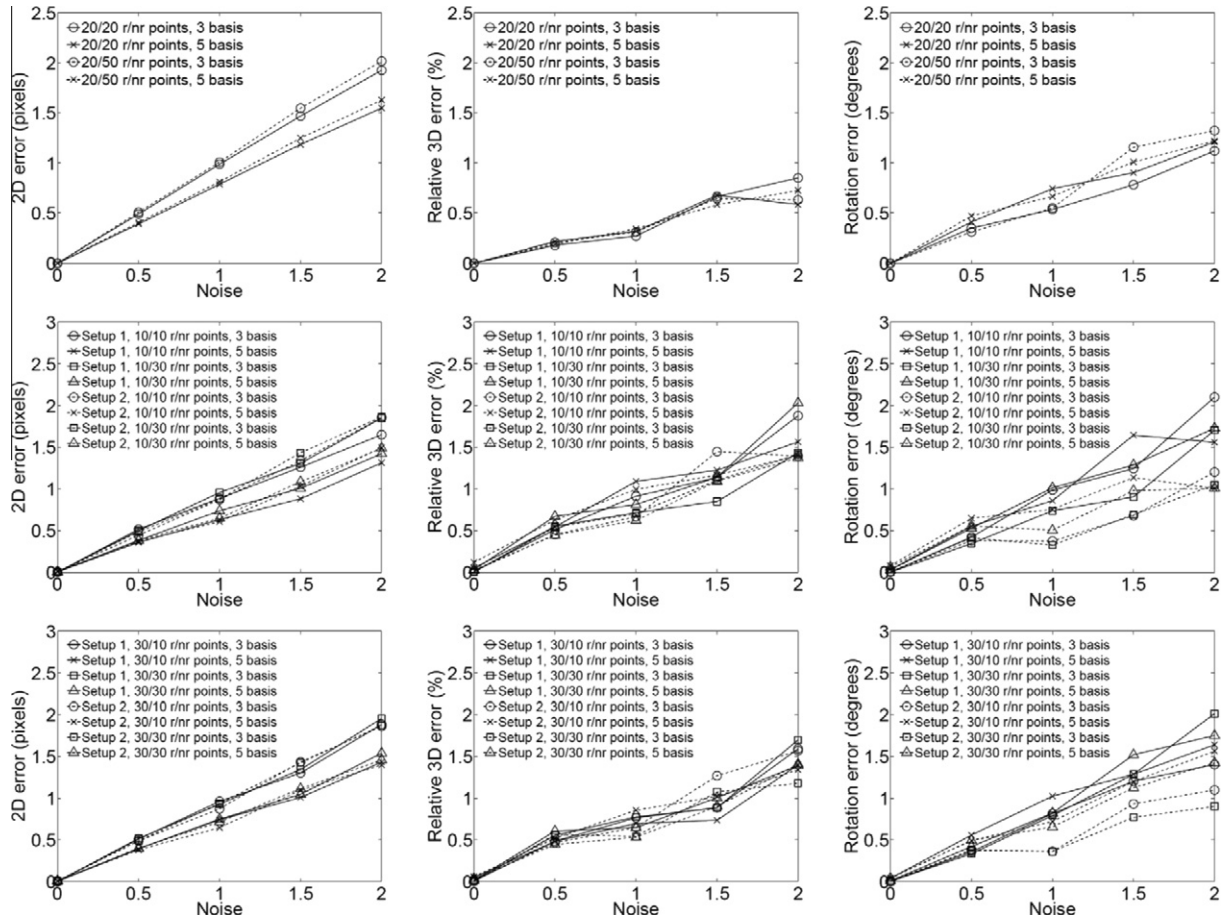 2D error (pixels)
2.5
2
1.5
1
0.5
0
20/20 r/nr points, 3 basis
20/20 r/nr points, 5 basis
20/50 r/nr points, 3 basis
20/50 r/nr points, 5 basis
0 0.5 1 1.5 2
Noise
Relative 3D error (%)
2.5
2
1.5
1
0.5
0
20/20 r/nr points, 3 basis
20/20 r/nr points, 5 basis
20/50 r/nr points, 3 basis
20/50 r/nr points, 5 basis
0 0.5 1 1.5 2
Noise
Rotation error (degrees)
2.5
2
1.5
1
0.5
0
20/20 r/nr points, 3 basis
20/20 r/nr points, 5 basis
20/50 r/nr points, 3 basis
20/50 r/nr points, 5 basis
0 0.5 1 1.5 2
Noise
2D error (pixels)
3
2.5
2
1.5
1
0.5
0
Setup 1, 10/10 r/nr points, 3 basis
Setup 1, 10/10 r/nr points, 5 basis
Setup 1, 10/30 r/nr points, 3 basis
Setup 1, 10/30 r/nr points, 5 basis
Setup 2, 10/10 r/nr points, 3 basis
Setup 2, 10/10 r/nr points, 5 basis
Setup 2, 10/30 r/nr points, 3 basis
Setup 2, 10/30 r/nr points, 5 basis
0 0.5 1 1.5 2
Noise
Relative 3D error (%)
3
2.5
2
1.5
1
0.5
0
Setup 1, 10/10 r/nr points, 3 basis
Setup 1, 10/10 r/nr points, 5 basis
Setup 1, 10/30 r/nr points, 3 basis
Setup 1, 10/30 r/nr points, 5 basis
Setup 2, 10/10 r/nr points, 3 basis
Setup 2, 10/10 r/nr points, 5 basis
Setup 2, 10/30 r/nr points, 3 basis
Setup 2, 10/30 r/nr points, 5 basis
0 0.5 1 1.5 2
Noise
Rotation error (degrees)
3
2.5
2
1.5
1
0.5
0
Setup 1, 10/10 r/nr points, 3 basis
Setup 1, 10/10 r/nr points, 5 basis
Setup 1, 10/30 r/nr points, 3 basis
Setup 1, 10/30 r/nr points, 5 basis
Setup 2, 10/10 r/nr points, 3 basis
Setup 2, 10/10 r/nr points, 5 basis
Setup 2, 10/30 r/nr points, 3 basis
Setup 2, 10/30 r/nr points, 5 basis
0 0.5 1 1.5 2
Noise
2D error (pixels)
3
2.5
2
1.5
1
0.5
0
Setup 1, 30/10 r/nr points, 3 basis
Setup 1, 30/10 r/nr points, 5 basis
Setup 1, 30/30 r/nr points, 3 basis
Setup 1, 30/30 r/nr points, 5 basis
Setup 2, 30/10 r/nr points, 3 basis
Setup 2, 30/10 r/nr points, 5 basis
Setup 2, 30/30 r/nr points, 3 basis
Setup 2, 30/30 r/nr points, 5 basis
0 0.5 1 1.5 2
Noise
Relative 3D error (%)
3
2.5
2
1.5
1
0.5
0
Setup 1, 30/10 r/nr points, 3 basis
Setup 1, 30/10 r/nr points, 5 basis
Setup 1, 30/30 r/nr points, 3 basis
Setup 1, 30/30 r/nr points, 5 basis
Setup 2, 30/10 r/nr points, 3 basis
Setup 2, 30/10 r/nr points, 5 basis
Setup 2, 30/30 r/nr points, 3 basis
Setup 2, 30/30 r/nr points, 5 basis
0 0.5 1 1.5 2
Noise
Rotation error (degrees)
3
2.5
2
1.5
1
0.5
0
Setup 1, 30/10 r/nr points, 3 basis
Setup 1, 30/10 r/nr points, 5 basis
Setup 1, 30/30 r/nr points, 3 basis
Setup 1, 30/30 r/nr points, 5 basis
Setup 2, 30/10 r/nr points, 3 basis
Setup 2, 30/10 r/nr points, 5 basis
Setup 2, 30/30 r/nr points, 3 basis
Setup 2, 30/30 r/nr points, 5 basis
0 0.5 1 1.5 2
Noise